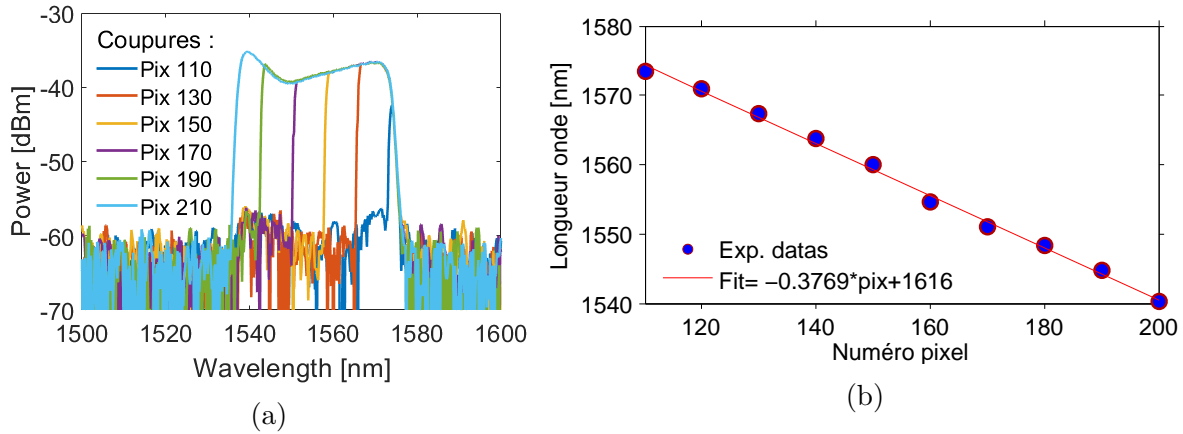 -30
-40
-50
-60
-70
Power [dBm]
Coupures :
Pix 110
Pix 130
Pix 150
Pix 170
Pix 190
Pix 210
1500 1520 1540 1560 1580 1600
Wavelength [nm]
(a)
1580
1570
1560
1550
1540
Longueur onde [nm]
Exp. datas
Fit= −0.3769*pix+1616
120 140 160 180 200
Numéro pixel
(b)